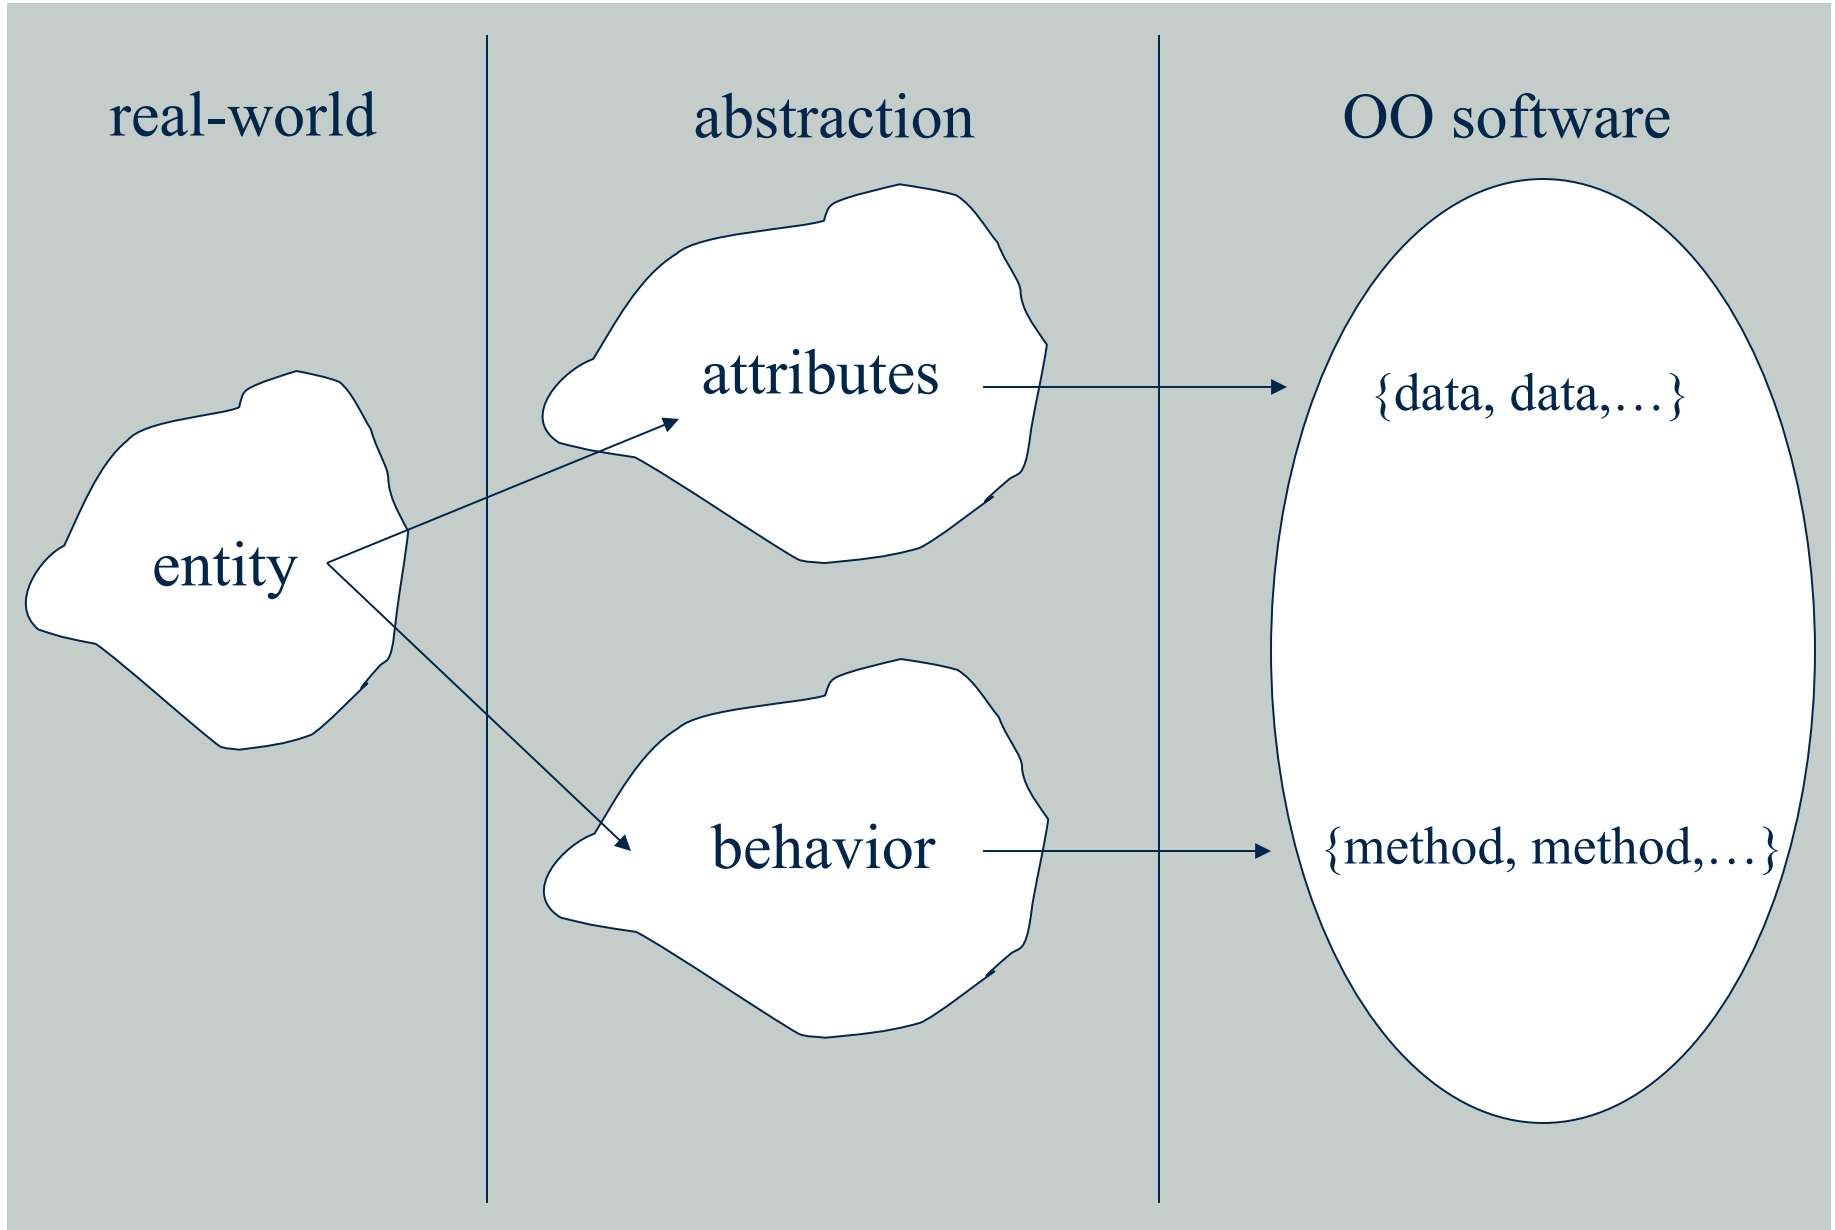 real-world
abstraction
OO software
entity
attributes
{data, data,…}
behavior
{method, method,…}